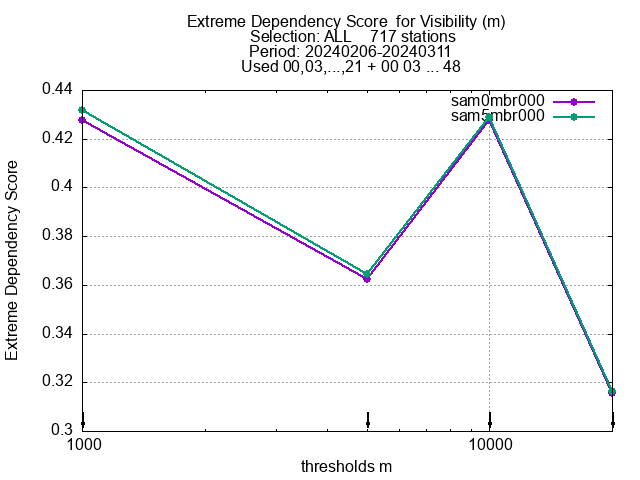 Extreme Dependency Score  for Visibility (m)
Selection: ALL    717 stations
Period: 20240206-20240311
Used 00,03,...,21 + 00 03 ... 48
sam0mbr000
sam5mbr000
0.44
0.42
0.4
0.38
0.36
0.34
0.32
0.3
Extreme Dependency Score
1000
10000
thresholds m